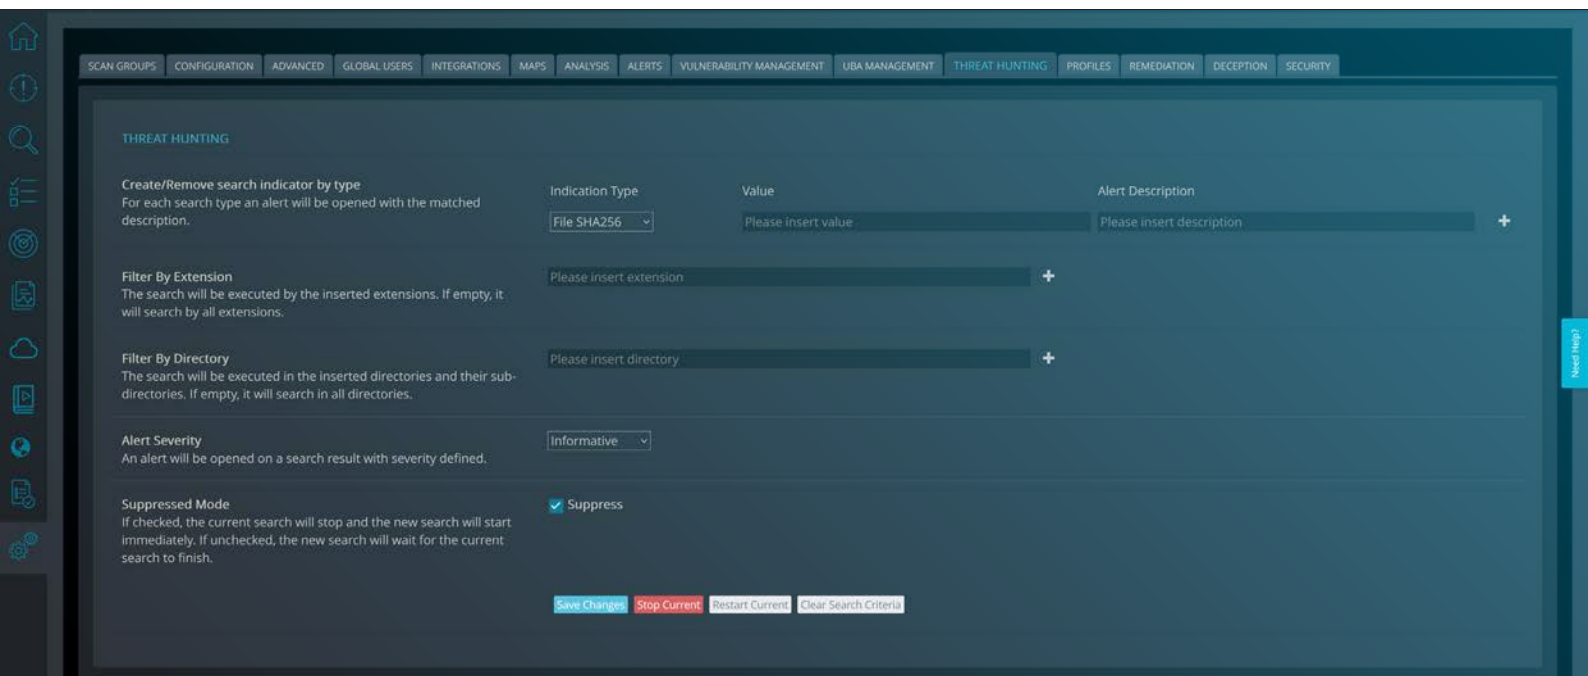 SCAN GROUPS CONFIGURATION ADVANCED GLOBAL USERS INTEGRATIONS MAPS ANALYSIS ALERTS VULNERABILITY MANAGEMENT UBA MANAGEMENT THREAT HUNTING PROFILES REMEDIATION DECEPTION SECURITY
THREAT HUNTING
Create/Remove search indicator by type
For each search type an alert will be opened with the matched
description.
Indication Type Value Alert Description
File SHA256 Please insert value Please insert description +
Filter By Extension
The search will be executed by the inserted extensions. If empty, it
will search by all extensions.
Please insert extension +
Filter By Directory
The search will be executed in the inserted directories and their sub-
directories. If empty, it will search in all directories.
Please insert directory +
Alert Severity
An alert will be opened on a search result with severity defined.
Informative
Suppressed Mode
If checked, the current search will stop and the new search will start
immediately. If unchecked, the new search will wait for the current
search to finish.
Suppress
Save Changes Stop Current Restart Current Clear Search Criteria
Need Help?